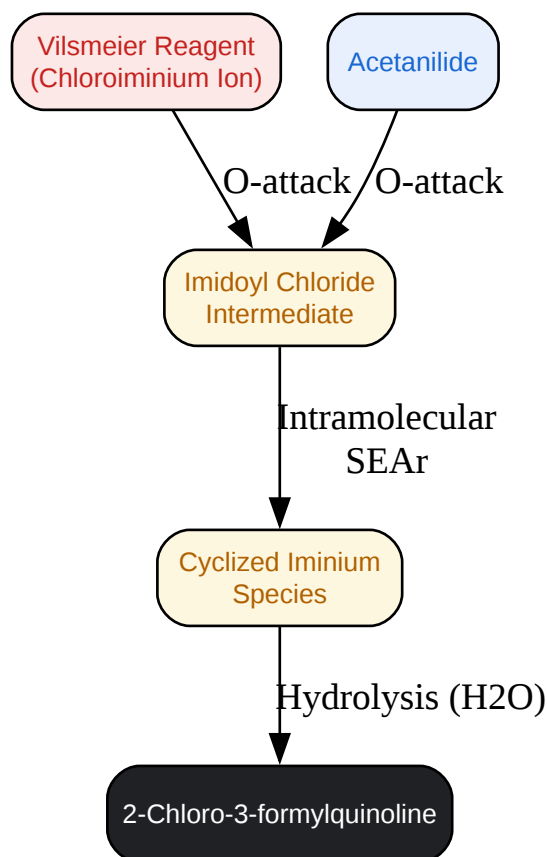 Vilsmeier Reagent
(Chloroiminium Ion)
Acetanilide
O-attack
O-attack
Imidoyl Chloride
Intermediate
Intramolecular
SEAr
Cyclized Iminium
Species
Hydrolysis (H2O)
2-Chloro-3-formylquinoline